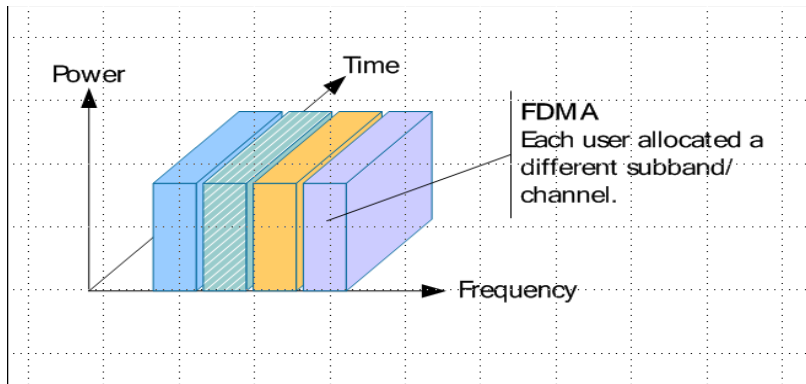 Power
Time
FDMA
Each user allocated a
different subband/
channel.
Frequency